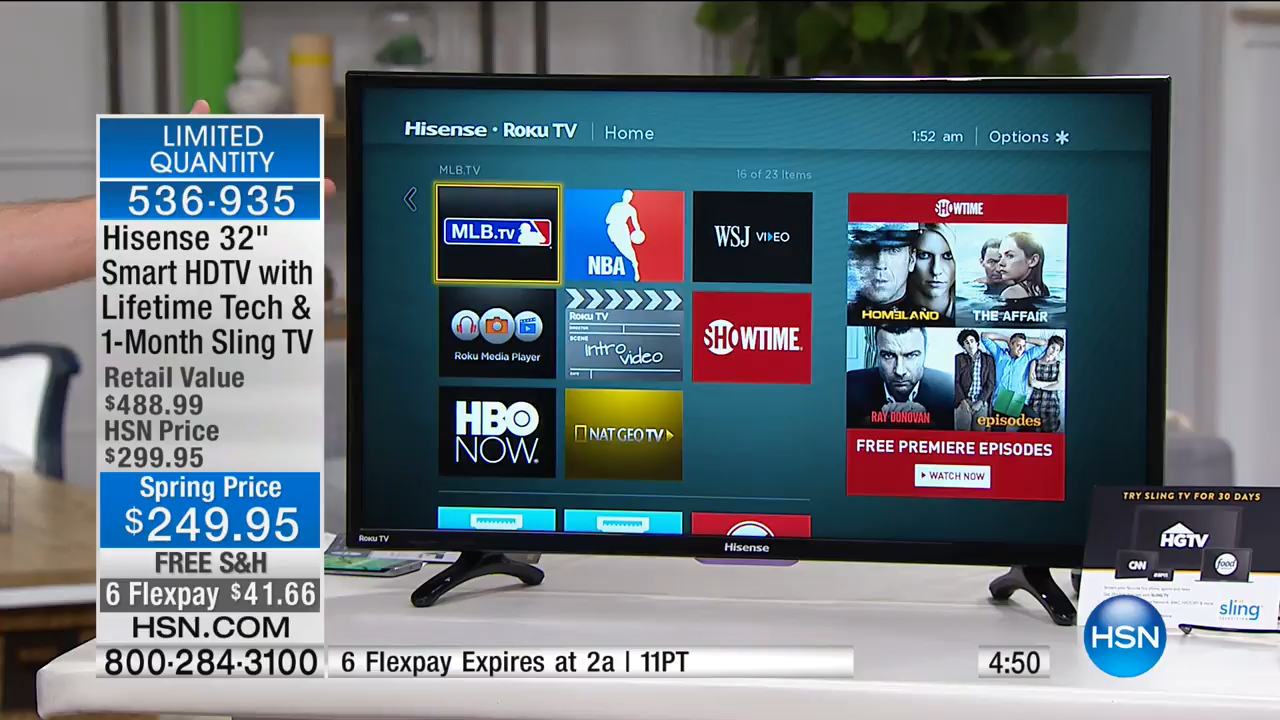 LIMITED
QUANTITY
536-935
Hisense 32"
Smart HDTV with
Lifetime Tech &
1-Month Sling TV
Retail Value
$488.99
HSN Price
$299.95
Spring Price
$249.95
FREE S&H
6 Flexpay $41.66
HSN.COM
800-284-3100
6 Flexpay Expires at 2a | 11PT
4:50
HSN
Hisense • Roku TV | Home
1:52 am | Options ✱
MLB.TV
16 of 23 Items
MLB.TV
NBA
WSJ VIDEO
Roku Media Player
Roku TV
DIRECTOR
SCENE
Intro video
DATE
SHOWTIME
HBO
NOW
NAT GEO TV
SHOWTIME
HOMELAND
THE AFFAIR
RAY DONOVAN
episodes
FREE PREMIERE EPISODES
WATCH NOW
Roku TV
Hisense
TRY SLING TV FOR 30 DAYS
HGTV
CNN
ESPN
food
sling